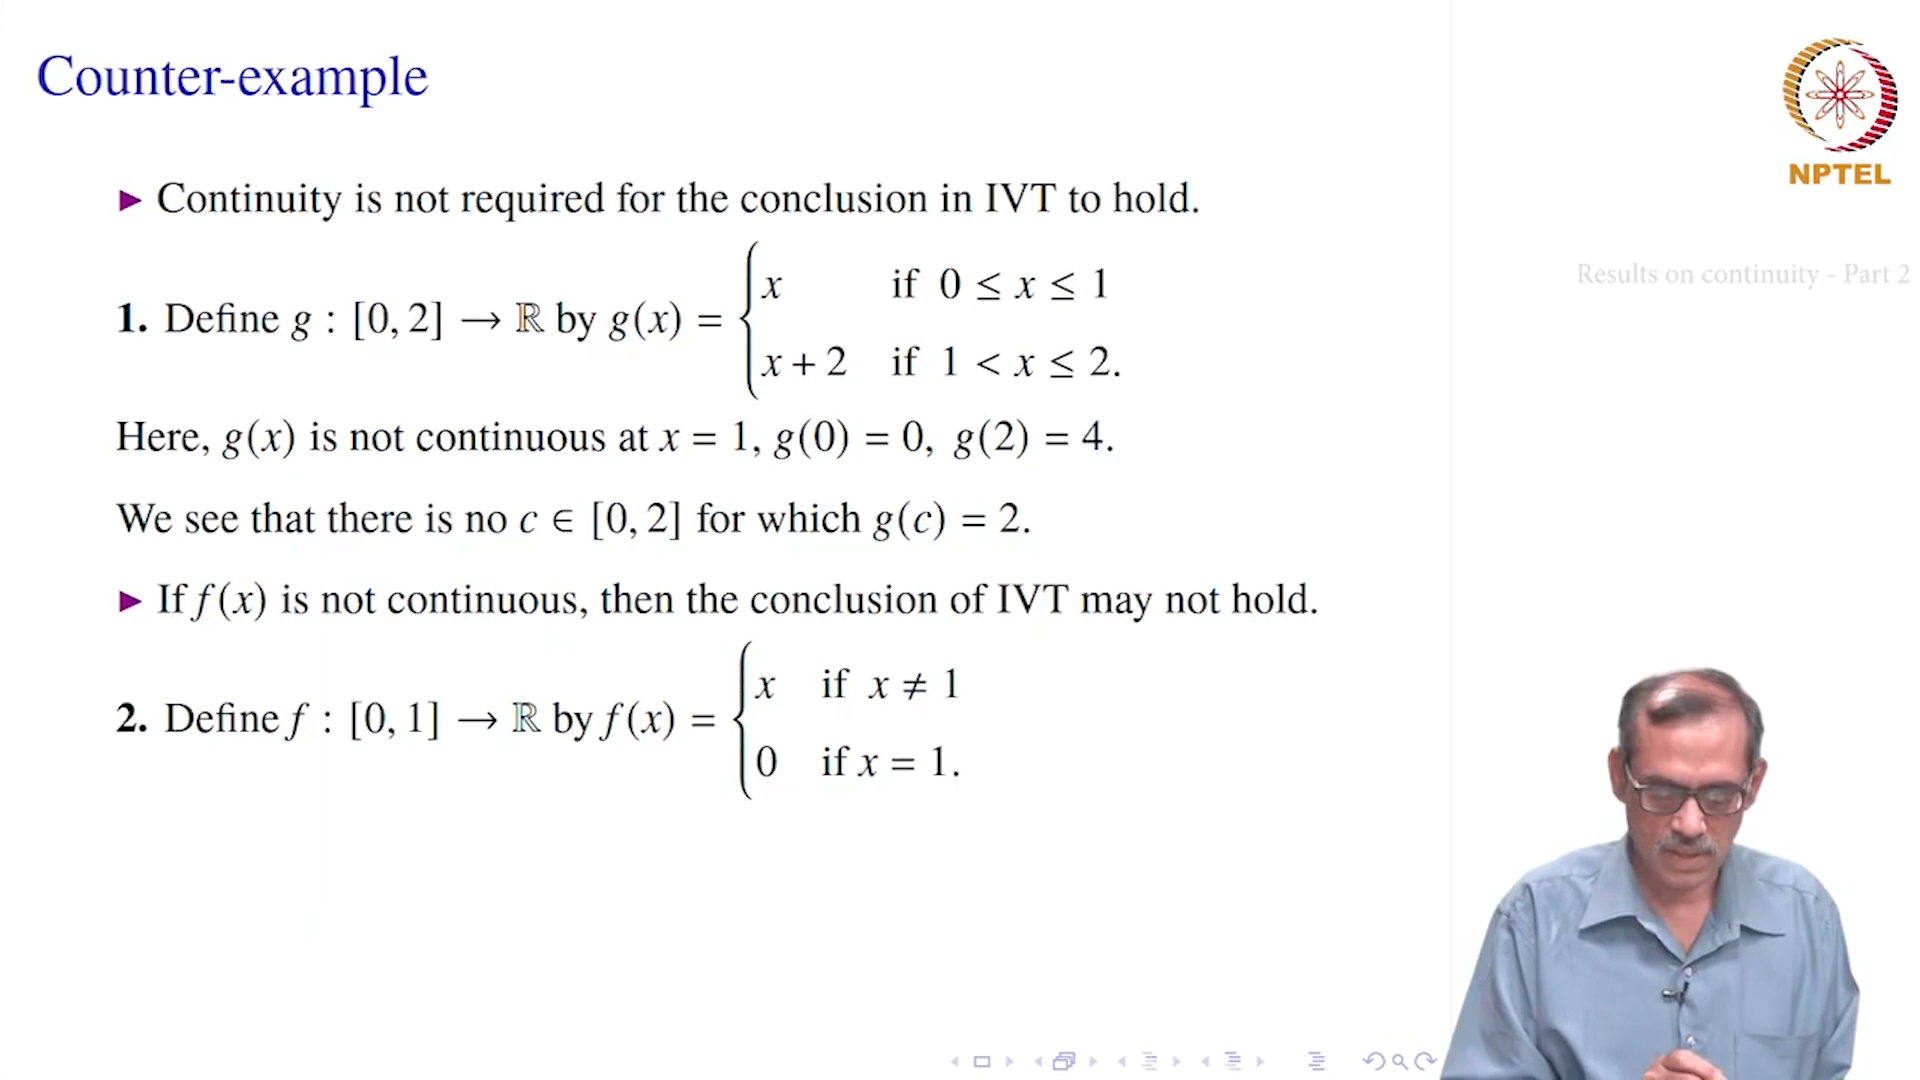 Counter-example
NPTEL
▶ Continuity is not required for the conclusion in IVT to hold.
Results on continuity - Part 2
1. Define g : [0, 2] → ℝ by g(x) = { x if 0 ≤ x ≤ 1
x + 2 if 1 < x ≤ 2.
Here, g(x) is not continuous at x = 1, g(0) = 0, g(2) = 4.
We see that there is no c ∈ [0, 2] for which g(c) = 2.
▶ If f(x) is not continuous, then the conclusion of IVT may not hold.
2. Define f : [0, 1] → ℝ by f(x) = { x if x ≠ 1
0 if x = 1.